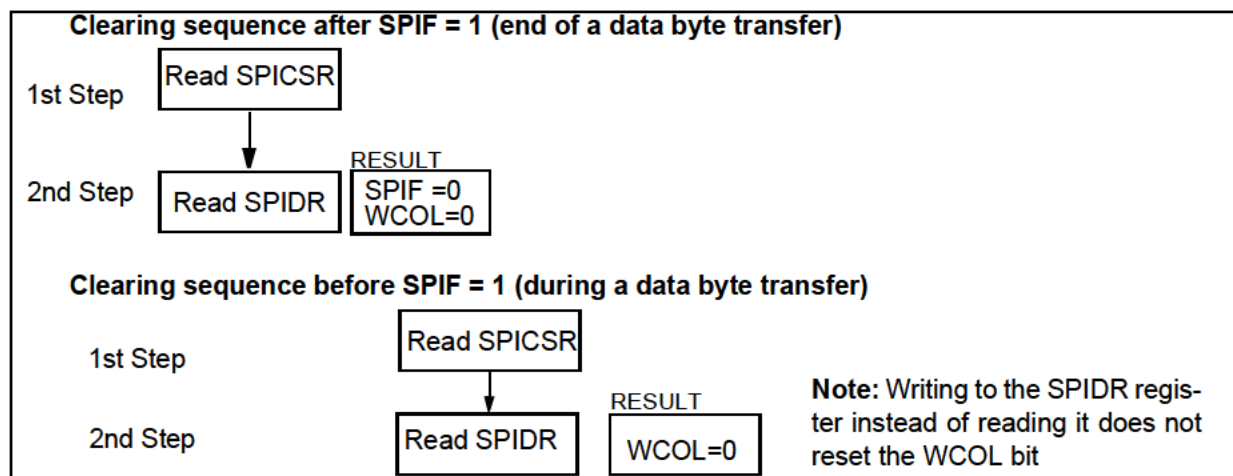 Clearing sequence after SPIF = 1 (end of a data byte transfer)
1st Step
Read SPICSR
RESULT
2nd Step
Read SPIDR
SPIF =0
WCOL=0
Clearing sequence before SPIF = 1 (during a data byte transfer)
1st Step
Read SPICSR
RESULT
2nd Step
Read SPIDR
WCOL=0
Note: Writing to the SPIDR regis-
ter instead of reading it does not
reset the WCOL bit